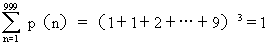 999
∑ p (n) = (1+1+2+…+9) ³=1
n=1